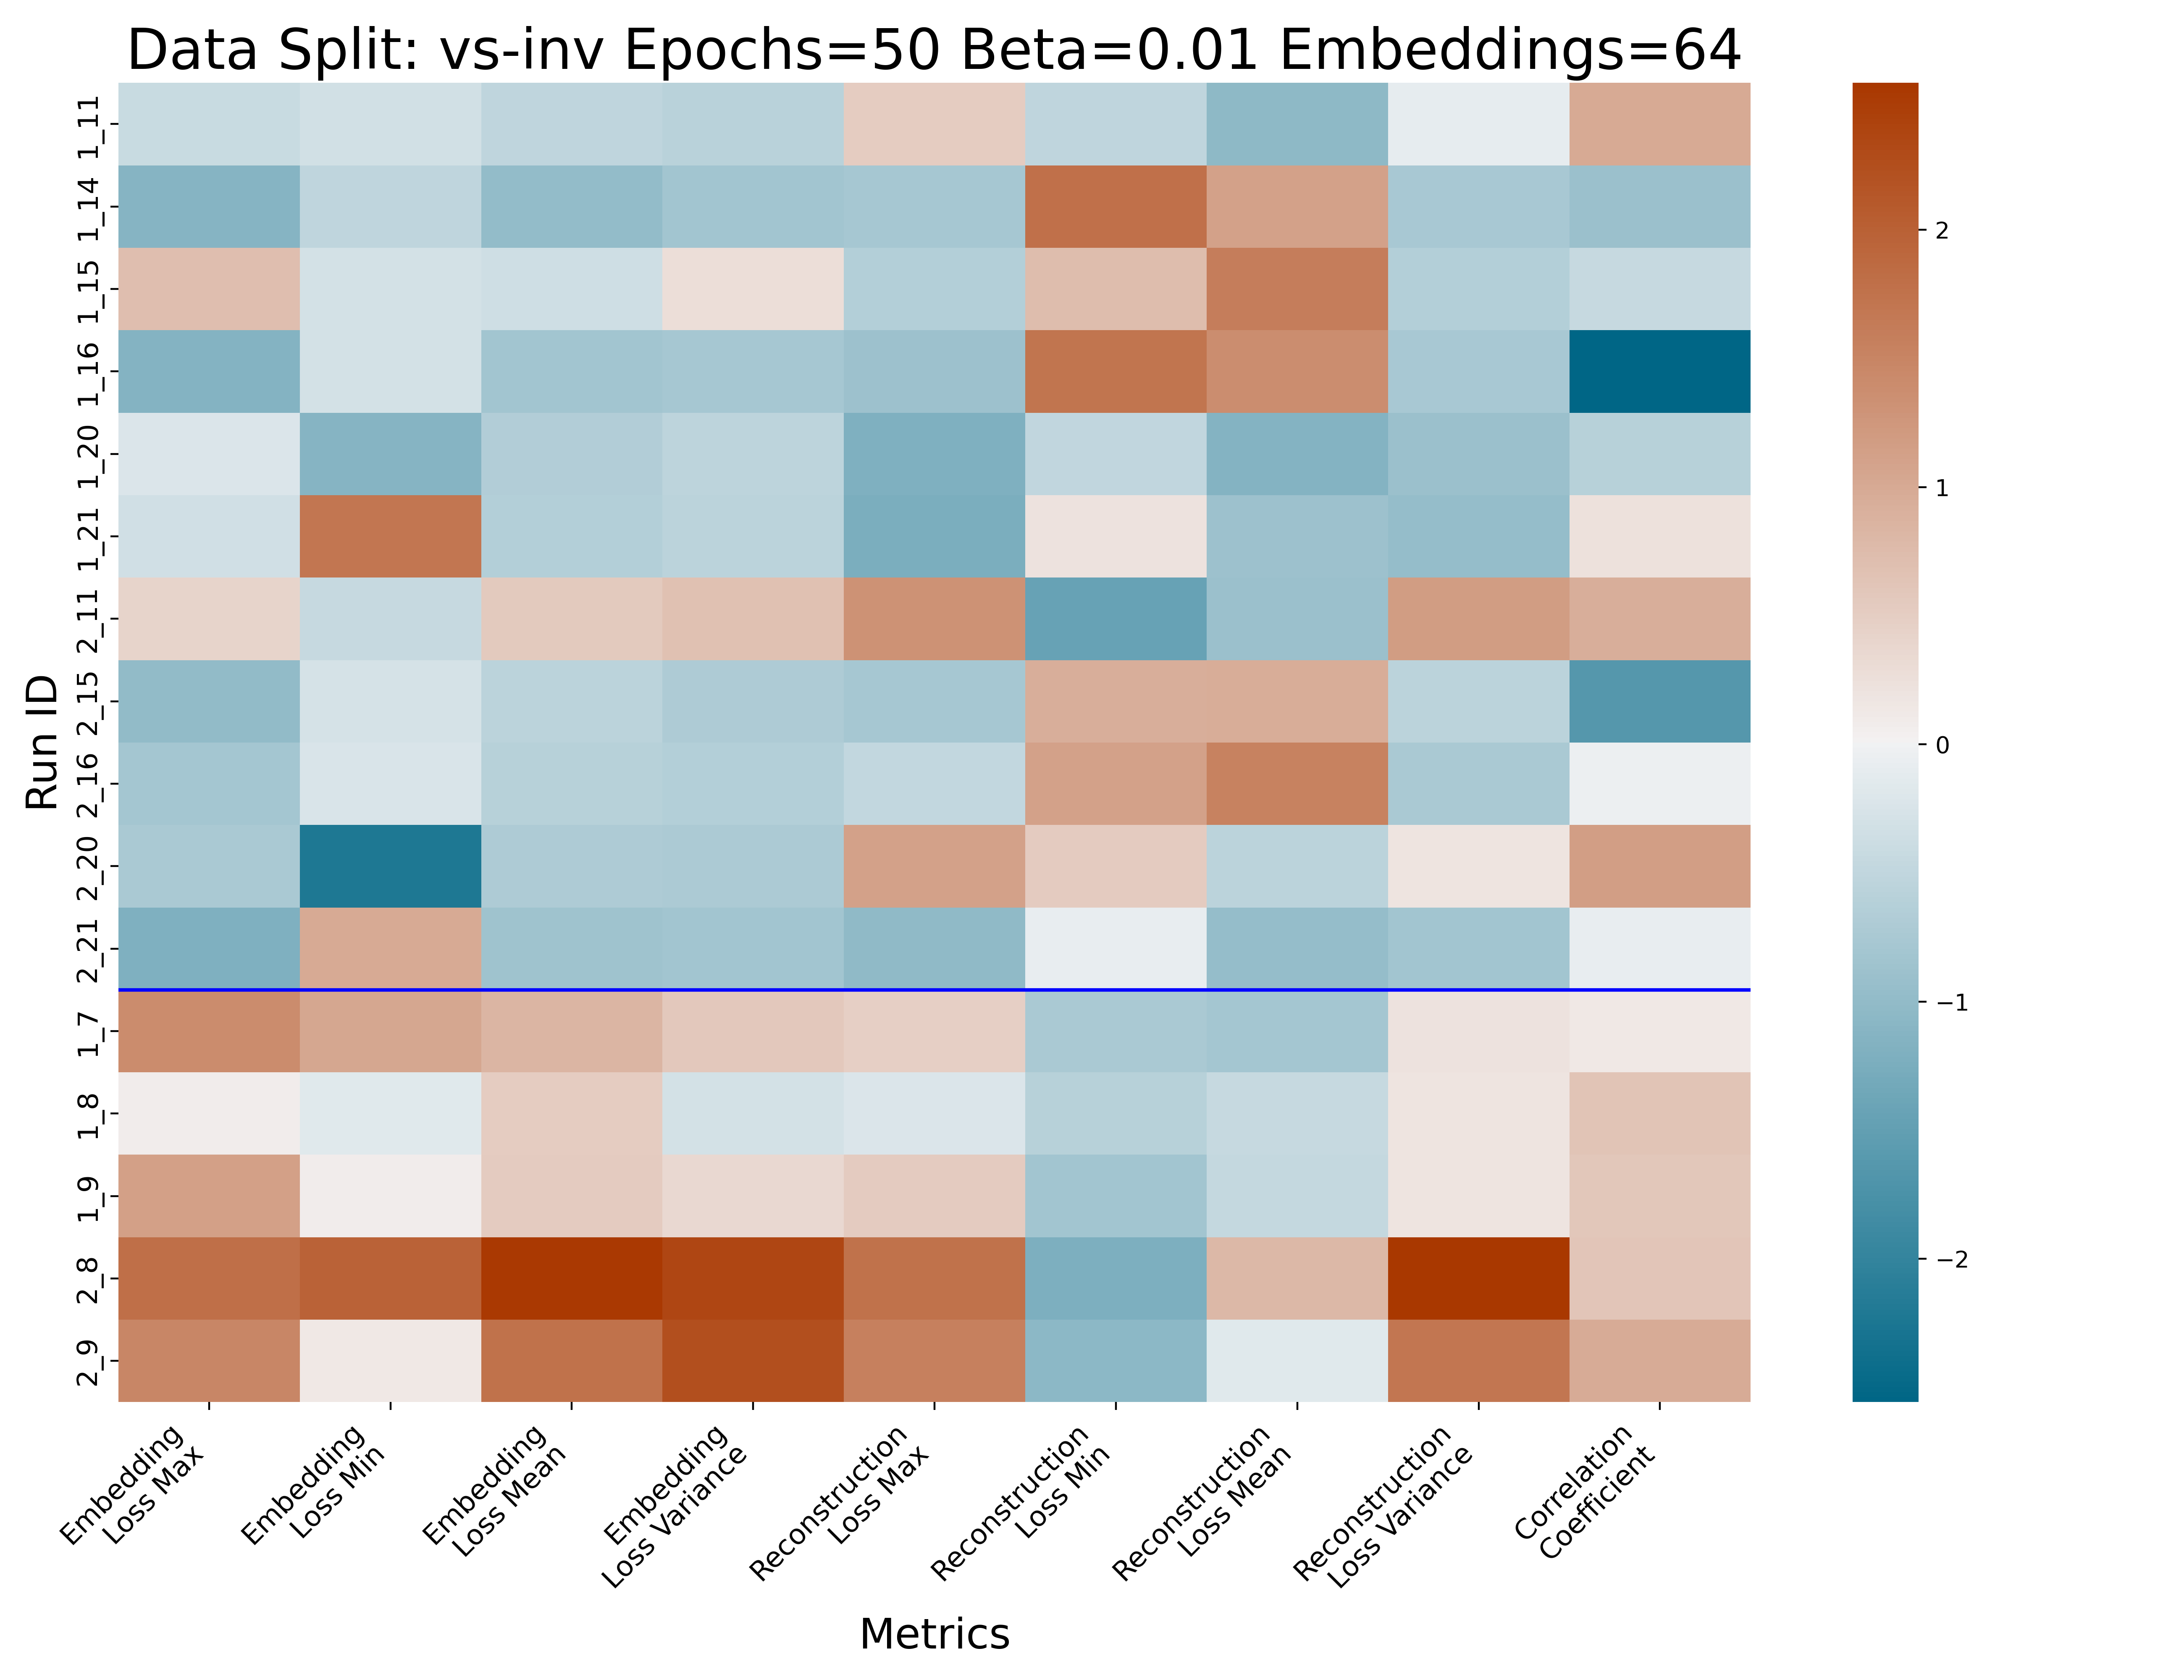 Data Split: vs-inv Epochs=50 Beta=0.01 Embeddings=64
Run ID
1_11
1_14
1_15
1_16
1_20
1_21
2_11
2_15
2_16
2_20
2_21
1_7
1_8
1_9
2_8
2_9
Embedding
Loss Max
Embedding
Loss Min
Embedding
Loss Mean
Embedding
Loss Variance
Reconstruction
Loss Max
Reconstruction
Loss Min
Reconstruction
Loss Mean
Reconstruction
Loss Variance
Correlation
Coefficient
Metrics
2
1
0
−1
−2